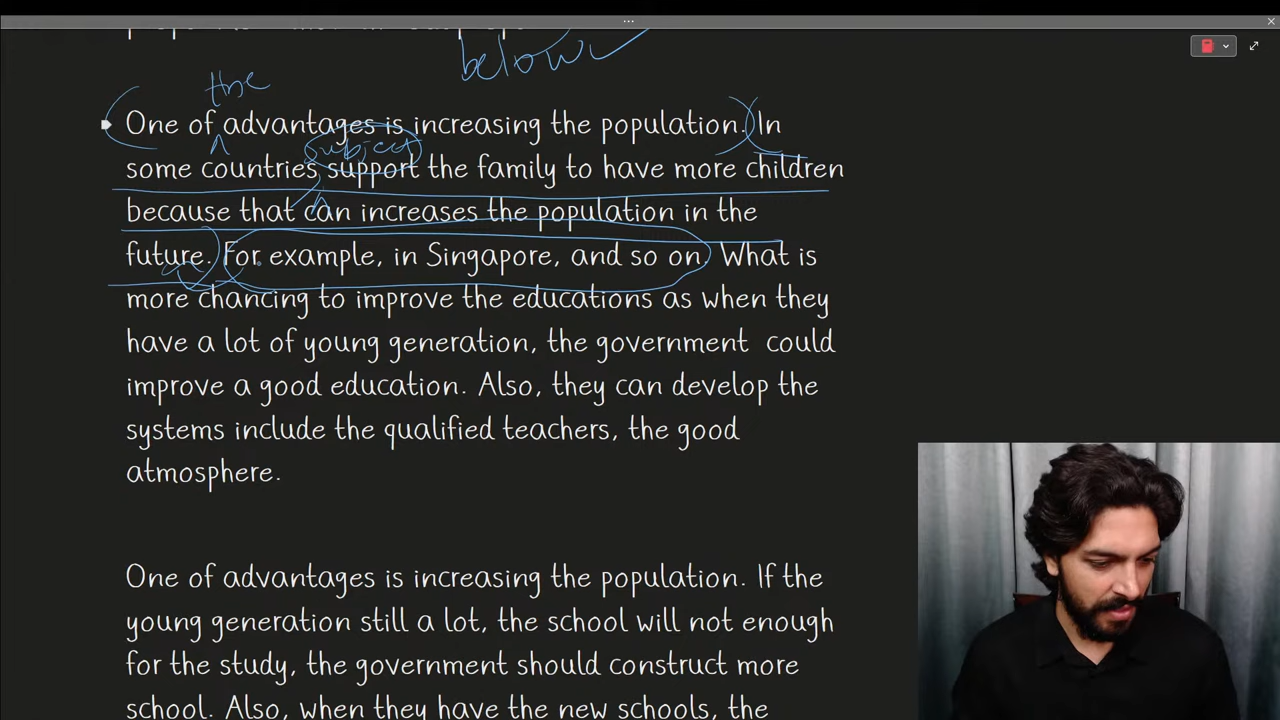 below
the
One of advantages is increasing the population. In
subject
some countries support the family to have more children
because that can increases the population in the
future. For example, in Singapore, and so on. What is
more chancing to improve the educations as when they
have a lot of young generation, the government could
improve a good education. Also, they can develop the
systems include the qualified teachers, the good
atmosphere.
One of advantages is increasing the population. If the
young generation still a lot, the school will not enough
for the study, the government should construct more
school. Also, when they have the new schools, the